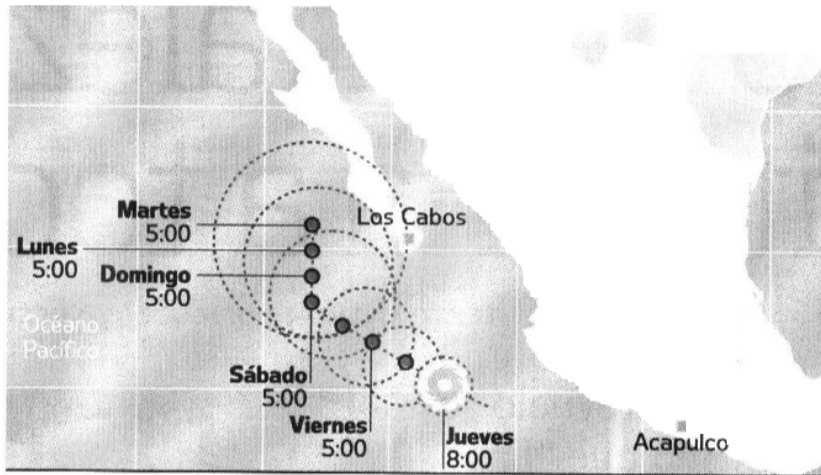 Martes
5:00
Los Cabos
Lunes
5:00
Domingo
5:00
Océano
Pacífico
Sábado
5:00
Viernes
5:00
Jueves
8:00
Acapulco